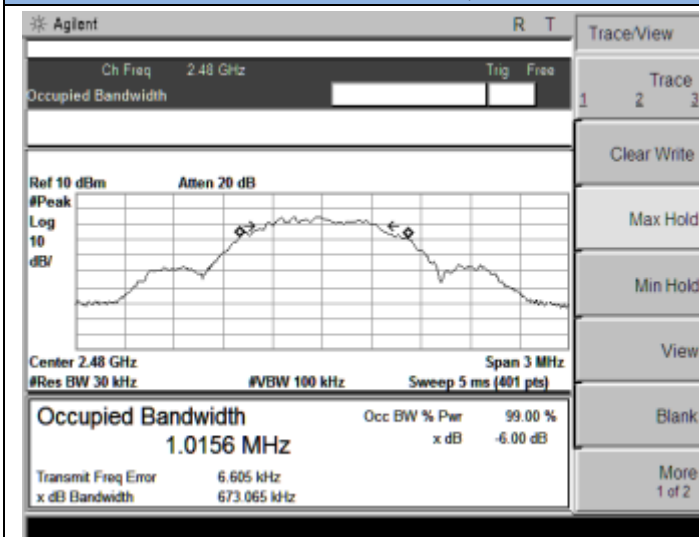 Agilent R T
Ch Freq 2.48 GHz Trig Free
Occupied Bandwidth
Ref 10 dBm Atten 20 dB
#Peak
Log
10
dB/
Center 2.48 GHz Span 3 MHz
#Res BW 30 kHz #VBW 100 kHz Sweep 5 ms (401 pts)
Occupied Bandwidth Occ BW % Pwr 99.00 %
1.0156 MHz x dB -6.00 dB
Transmit Freq Error 6.605 kHz
x dB Bandwidth 673.065 kHz
Trace/View
Trace
1 2 3
Clear Write
Max Hold
Min Hold
View
Blank
More
1 of 2